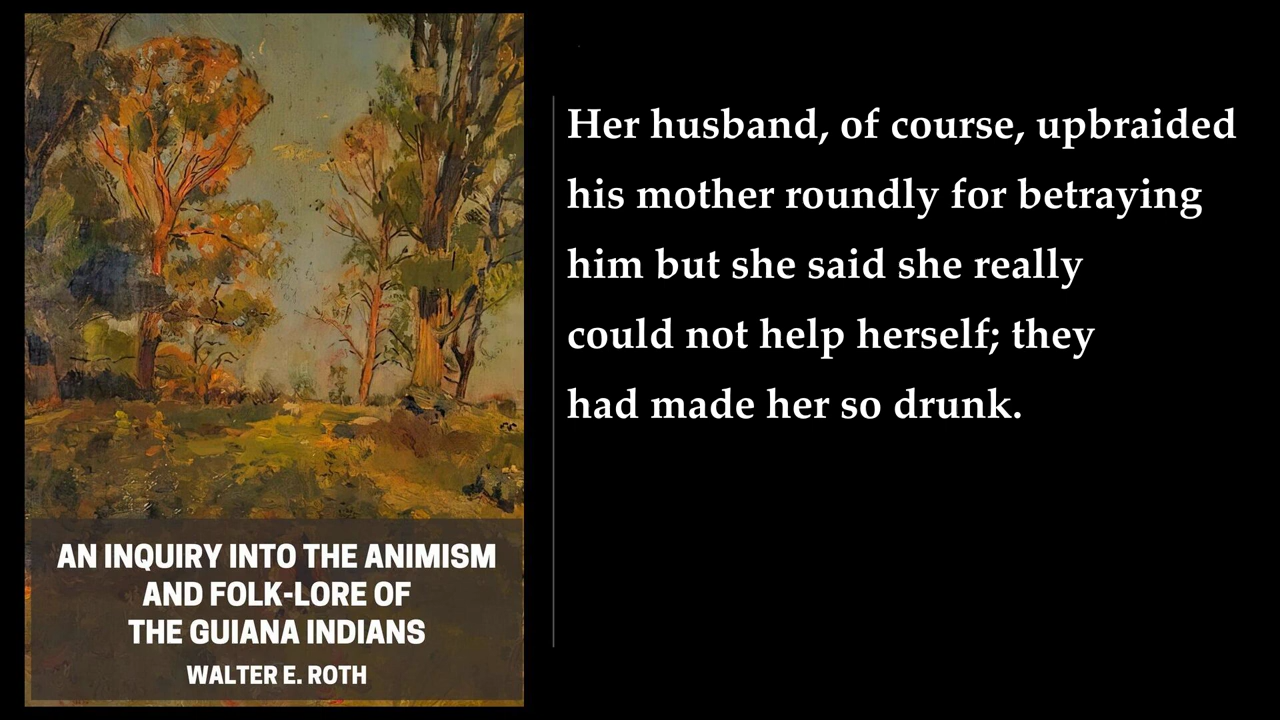 Her husband, of course, upbraided
his mother roundly for betraying
him but she said she really
could not help herself; they
had made her so drunk.
AN INQUIRY INTO THE ANIMISM
AND FOLK-LORE OF
THE GUIANA INDIANS
WALTER E. ROTH